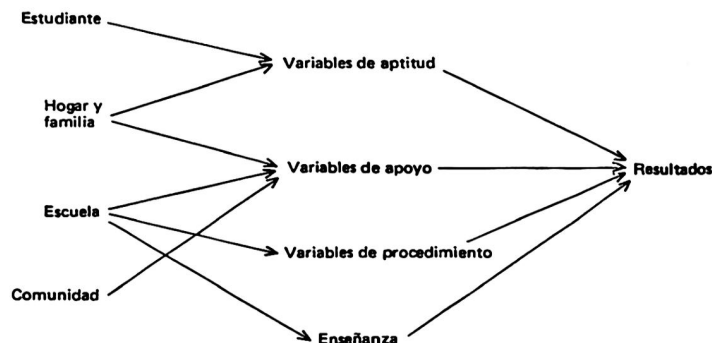 Estudiante
Variables de aptitud
Hogar y
familia
Variables de apoyo
Resultados
Escuela
Variables de procedimiento
Comunidad
Enseñanza